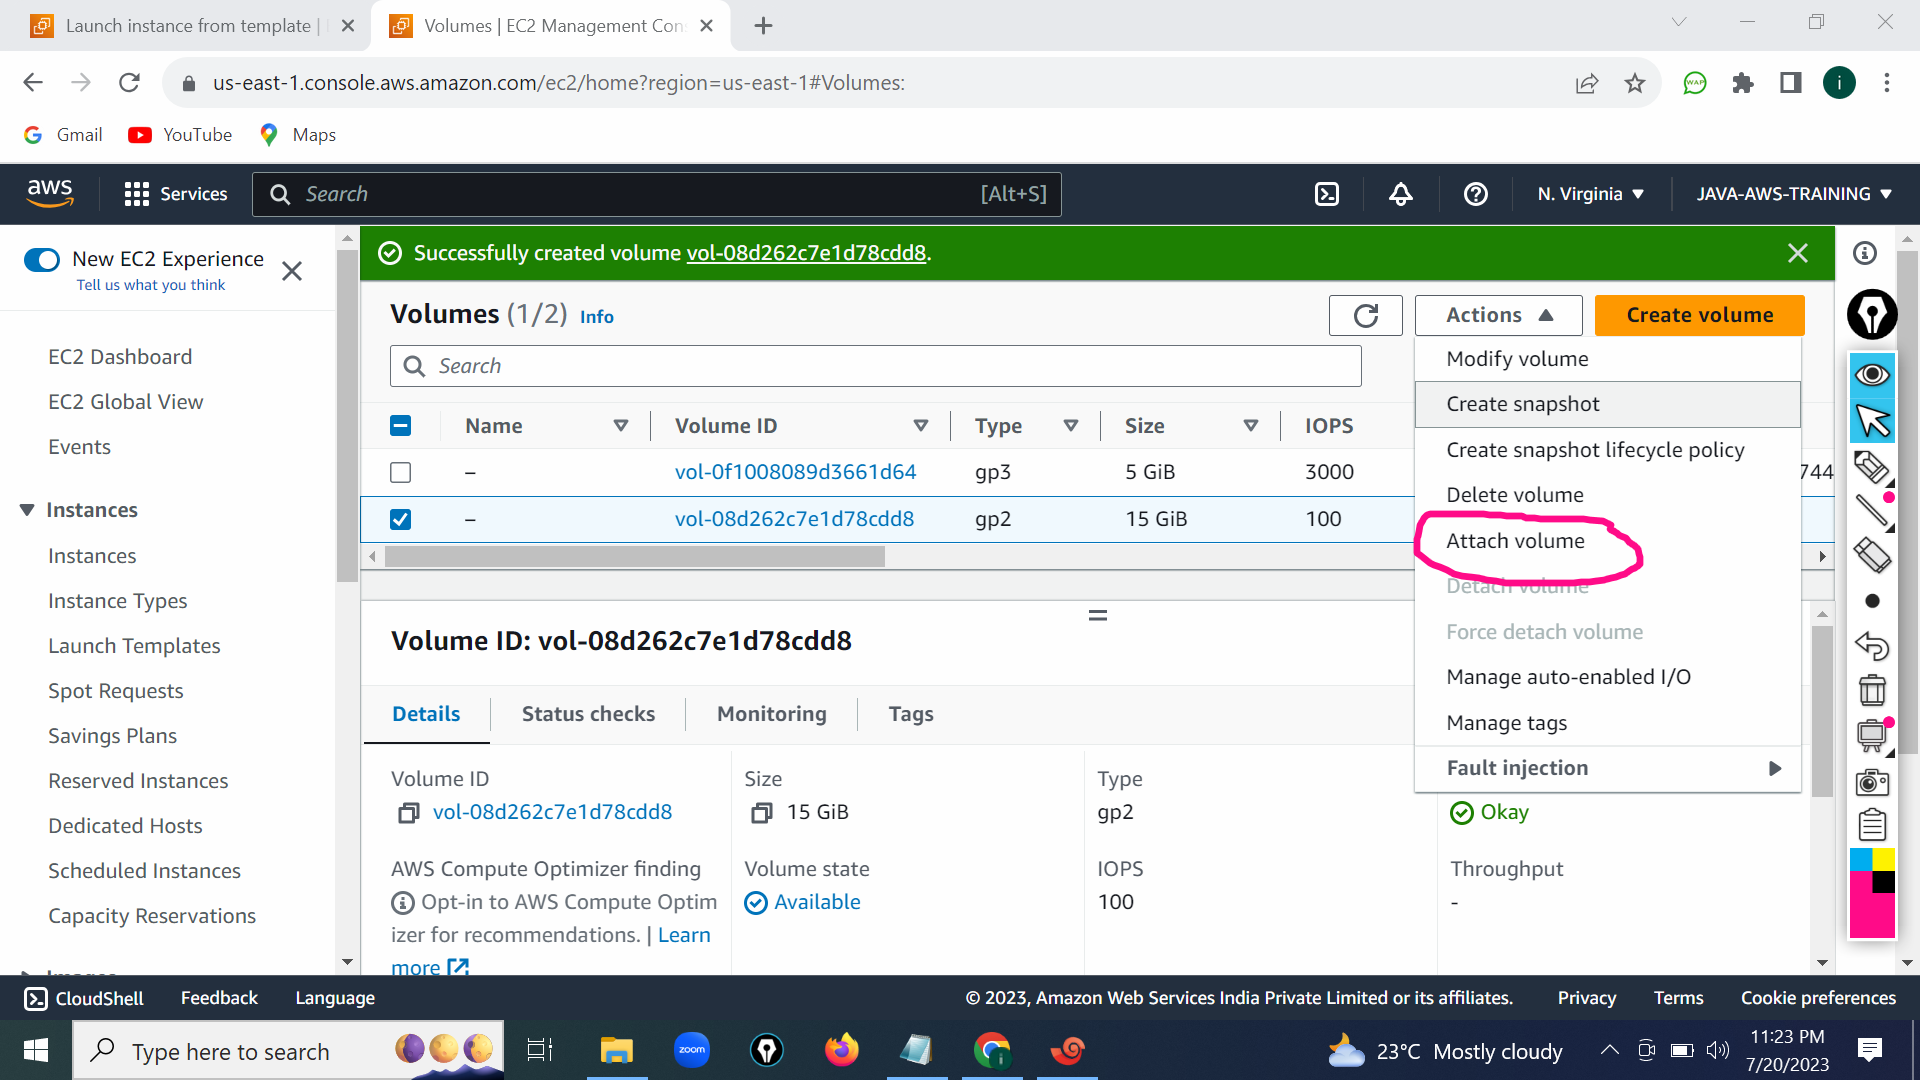 Launch instance from template |
Volumes | EC2 Management Con
us-east-1.console.aws.amazon.com/ec2/home?region=us-east-1#Volumes:
WAP
i
Gmail
YouTube
Maps
aws
Services
Search
[Alt+S]
N. Virginia
JAVA-AWS-TRAINING
New EC2 Experience
Tell us what you think
EC2 Dashboard
EC2 Global View
Events
Instances
Instances
Instance Types
Launch Templates
Spot Requests
Savings Plans
Reserved Instances
Dedicated Hosts
Scheduled Instances
Capacity Reservations
Images
Successfully created volume vol-08d262c7e1d78cdd8.
Volumes (1/2) Info
Actions
Create volume
Search
Name Volume ID Type Size IOPS
– vol-0f1008089d3661d64 gp3 5 GiB 3000 744
– vol-08d262c7e1d78cdd8 gp2 15 GiB 100
Modify volume
Create snapshot
Create snapshot lifecycle policy
Delete volume
Attach volume
Detach volume
Force detach volume
Manage auto-enabled I/O
Manage tags
Fault injection
Volume ID: vol-08d262c7e1d78cdd8
Details Status checks Monitoring Tags
Volume ID
vol-08d262c7e1d78cdd8
Size
15 GiB
Type
gp2
Okay
AWS Compute Optimizer finding
Opt-in to AWS Compute Optim
izer for recommendations. | Learn
more
Volume state
Available
IOPS
100
Throughput
-
CloudShell Feedback Language
© 2023, Amazon Web Services India Private Limited or its affiliates. Privacy Terms Cookie preferences
Type here to search
zoom
23°C Mostly cloudy
11:23 PM
7/20/2023